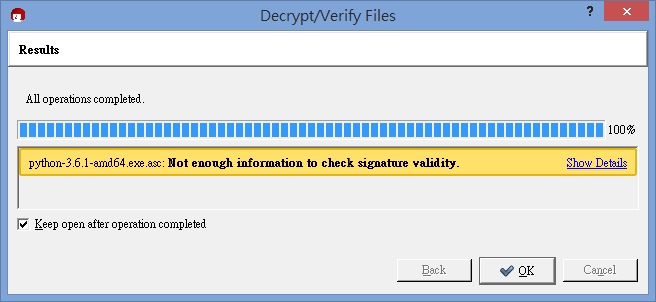 Decrypt/Verify Files
?
Results
All operations completed.
100%
python-3.6.1-amd64.exe.asc: Not enough information to check signature validity. Show Details
Keep open after operation completed
Back OK Cancel